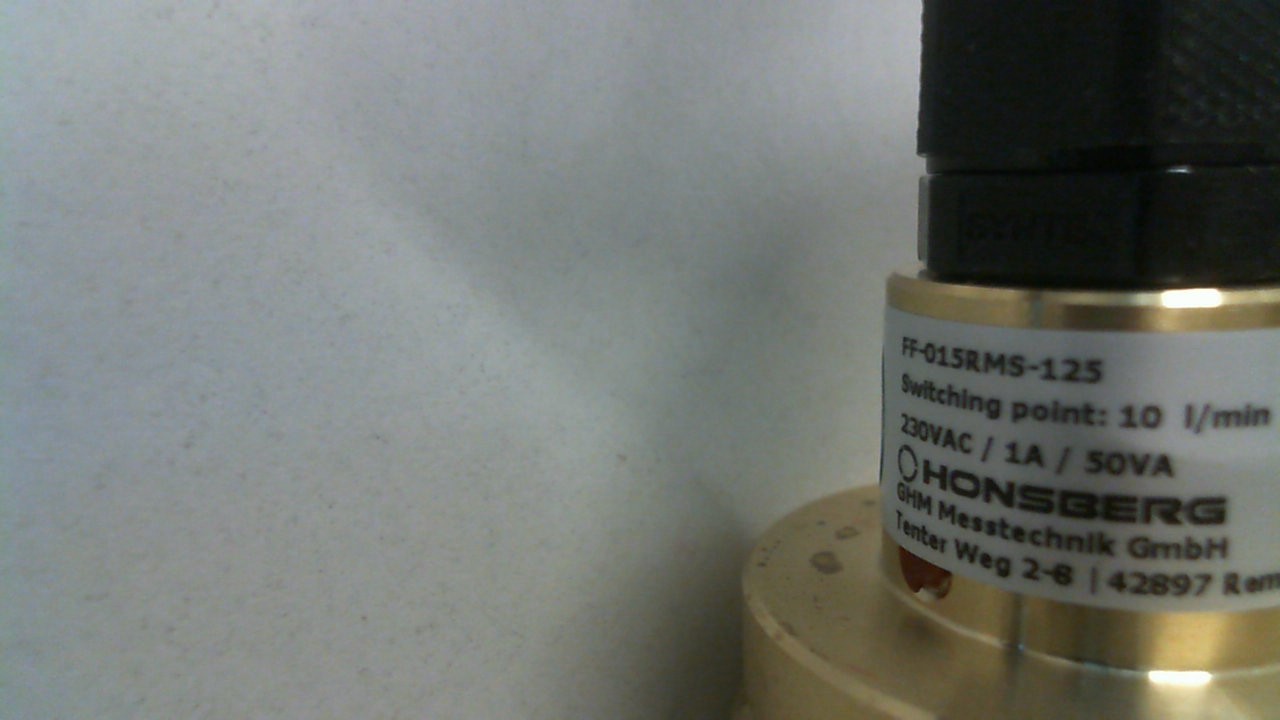 FF-015RMS-125
Switching point: 10 l/min
230VAC / 1A / 50VA
HONSBERG
GHM Messtechnik GmbH
Tenter Weg 2-8 | 42897 Rem